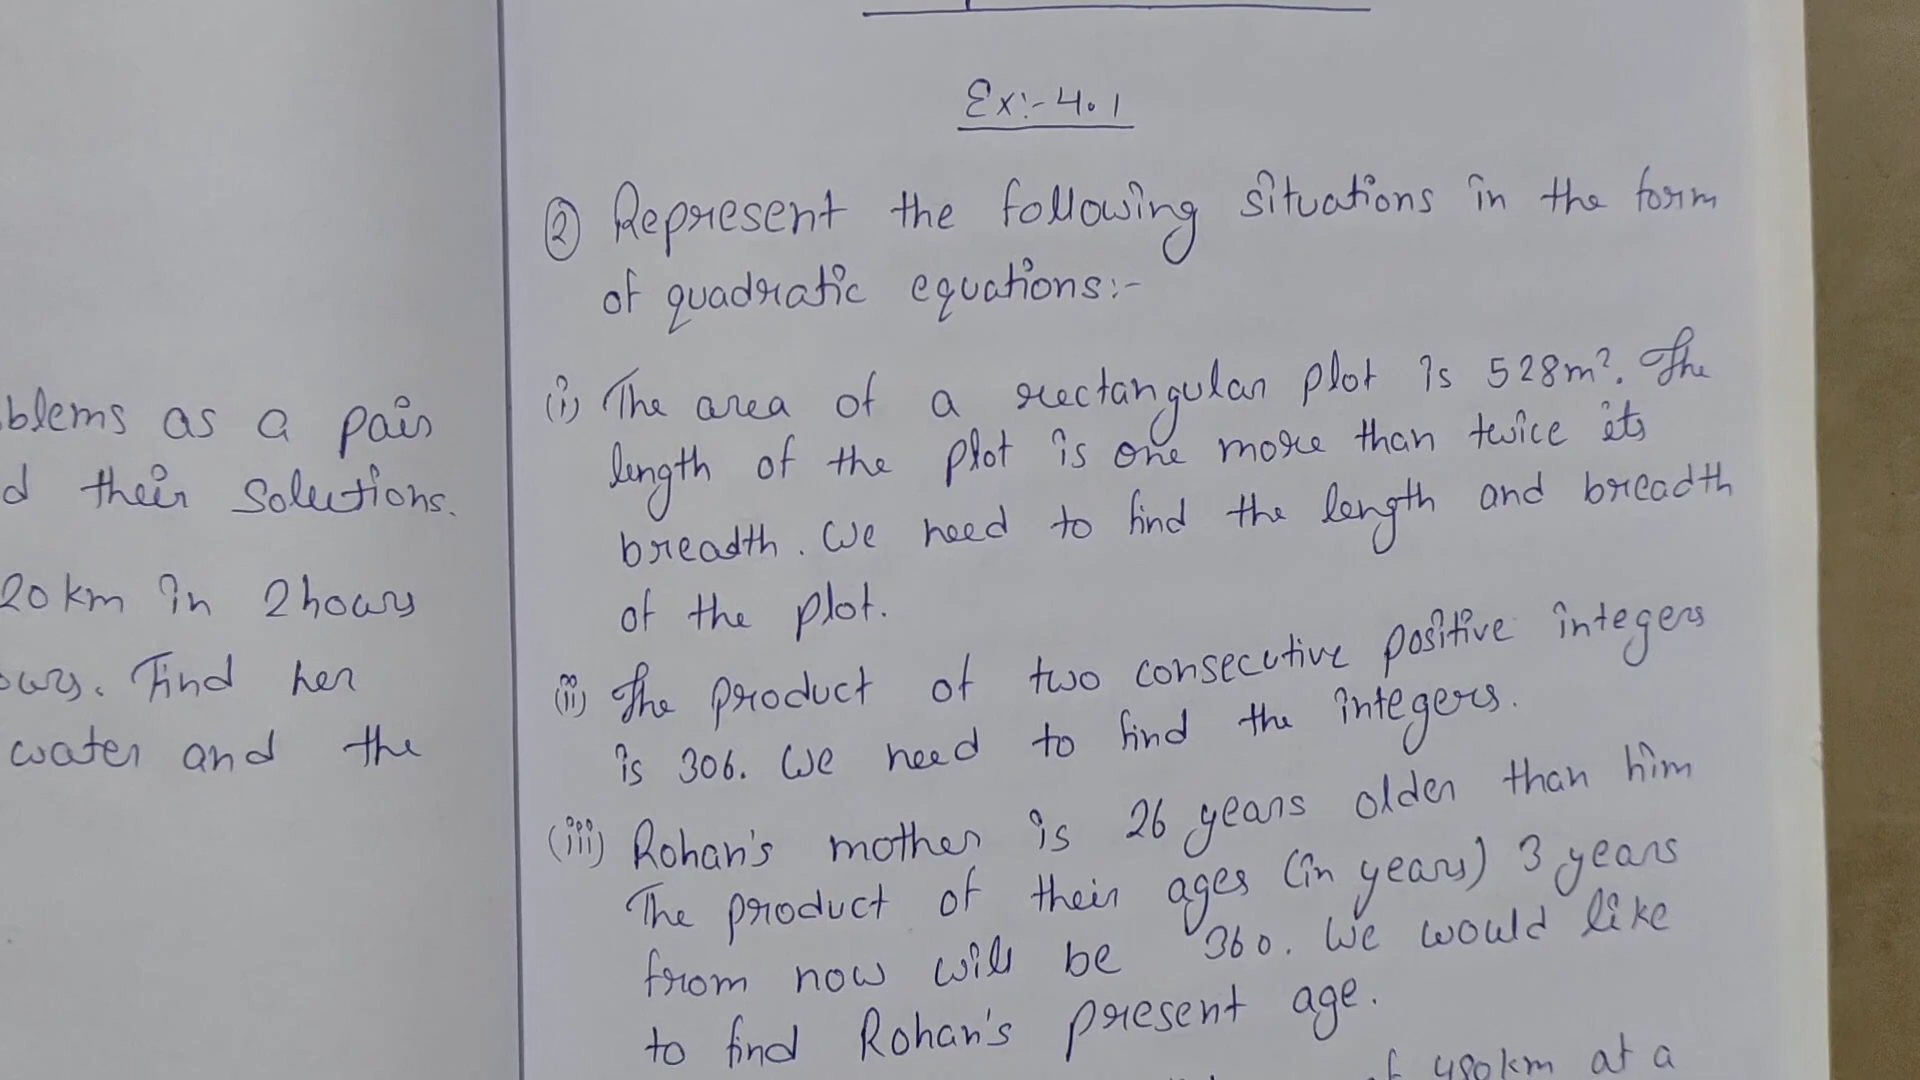 blems as a pair
d their solutions.
20 km in 2 hours
Find her
water and the
Ex:- 4.1
② Represent the following situations in the form
of quadratic equations:-
(i) The area of a rectangular plot is 528m². The
length of the plot is one more than twice its
breadth. We need to find the length and breadth
of the plot.
(ii) The product of two consecutive positive integers
is 306. We need to find the integers.
(iii) Rohan's mother is 26 years older than him
The product of their ages (in years) 3 years
from now will be 360. We would like
to find Rohan's present age.
480km at a